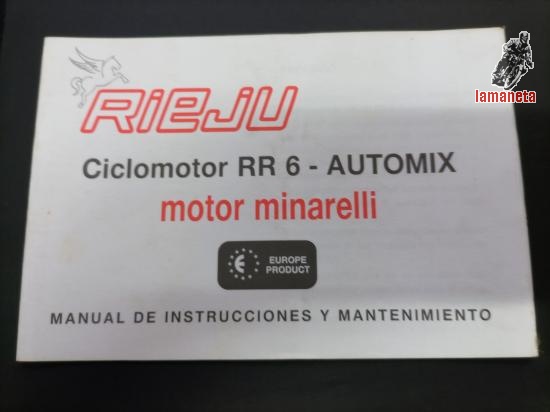 RIEJU
lamaneta
Ciclomotor RR 6 - AUTOMIX
motor minarelli
EUROPE
PRODUCT
MANUAL DE INSTRUCCIONES Y MANTENIMIENTO